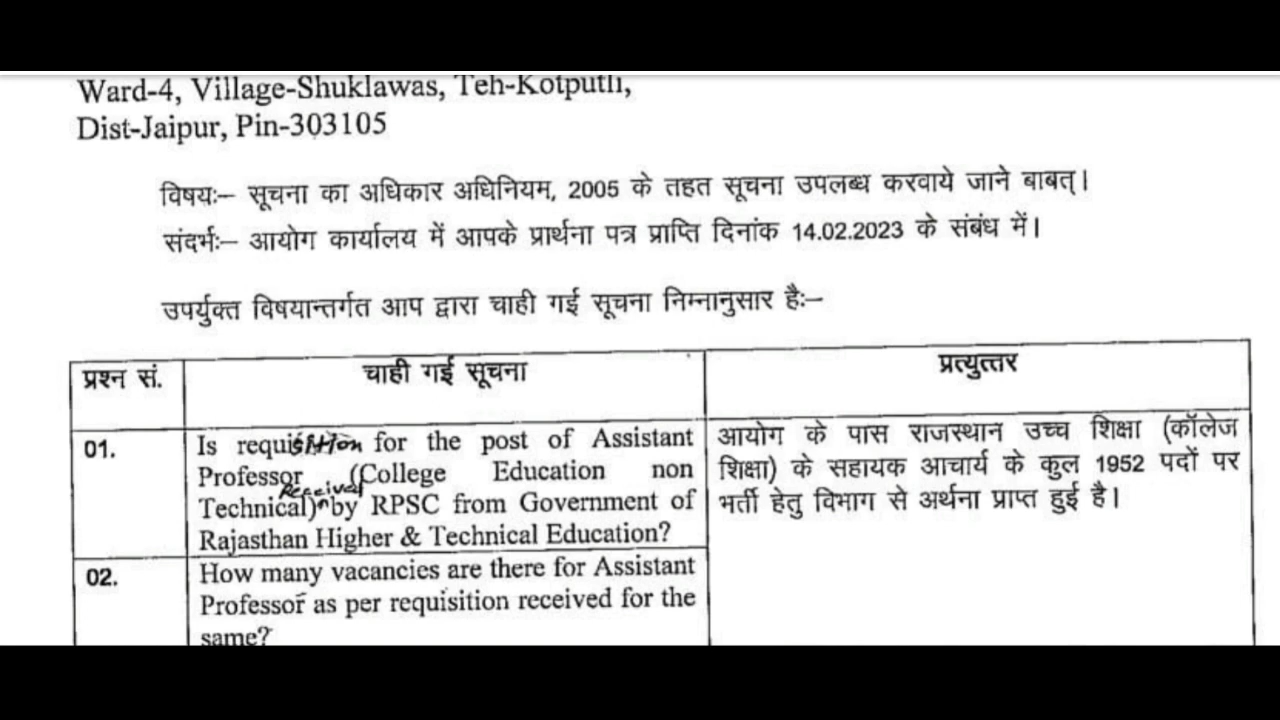 Ward-4, Village-Shuklawas, Teh-Kotputli,
Dist-Jaipur, Pin-303105
विषयः– सूचना का अधिकार अधिनियम, 2005 के तहत सूचना उपलब्ध करवाये जाने बाबत्।
संदर्भः– आयोग कार्यालय में आपके प्रार्थना पत्र प्राप्ति दिनांक 14.02.2023 के संबंध में।
उपर्युक्त विषयान्तर्गत आप द्वारा चाही गई सूचना निम्नानुसार हैः–
प्रश्न सं.
चाही गई सूचना
प्रत्युत्तर
01.
Is requisition for the post of Assistant
Professor (College Education non
received
Technical) by RPSC from Government of
Rajasthan Higher & Technical Education?
आयोग के पास राजस्थान उच्च शिक्षा (कॉलेज
शिक्षा) के सहायक आचार्य के कुल 1952 पदों पर
भर्ती हेतु विभाग से अर्थना प्राप्त हुई है।
02.
How many vacancies are there for Assistant
Professor as per requisition received for the
same?